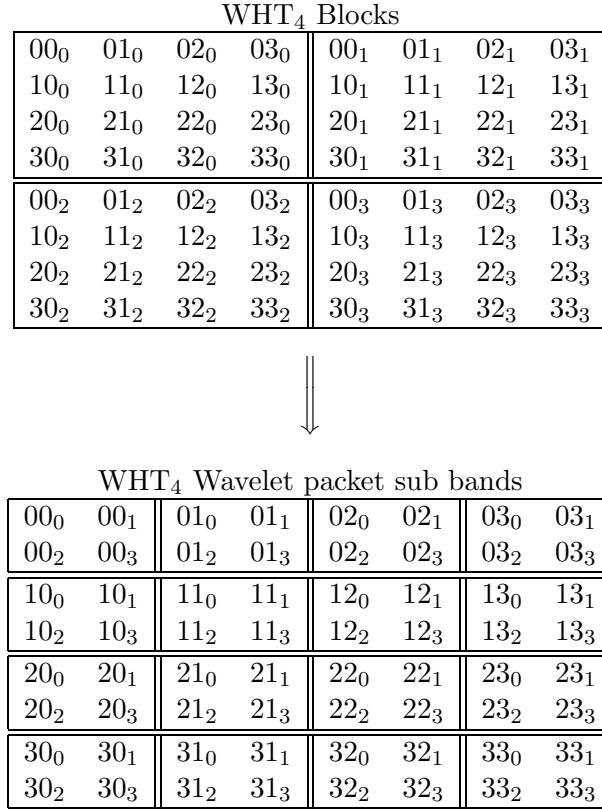 WHT₄ Blocks
00₀ 01₀ 02₀ 03₀ 00₁ 01₁ 02₁ 03₁
10₀ 11₀ 12₀ 13₀ 10₁ 11₁ 12₁ 13₁
20₀ 21₀ 22₀ 23₀ 20₁ 21₁ 22₁ 23₁
30₀ 31₀ 32₀ 33₀ 30₁ 31₁ 32₁ 33₁
00₂ 01₂ 02₂ 03₂ 00₃ 01₃ 02₃ 03₃
10₂ 11₂ 12₂ 13₂ 10₃ 11₃ 12₃ 13₃
20₂ 21₂ 22₂ 23₂ 20₃ 21₃ 22₃ 23₃
30₂ 31₂ 32₂ 33₂ 30₃ 31₃ 32₃ 33₃
WHT₄ Wavelet packet sub bands
00₀ 00₁ 01₀ 01₁ 02₀ 02₁ 03₀ 03₁
00₂ 00₃ 01₂ 01₃ 02₂ 02₃ 03₂ 03₃
10₀ 10₁ 11₀ 11₁ 12₀ 12₁ 13₀ 13₁
10₂ 10₃ 11₂ 11₃ 12₂ 12₃ 13₂ 13₃
20₀ 20₁ 21₀ 21₁ 22₀ 22₁ 23₀ 23₁
20₂ 20₃ 21₂ 21₃ 22₂ 22₃ 23₂ 23₃
30₀ 30₁ 31₀ 31₁ 32₀ 32₁ 33₀ 33₁
30₂ 30₃ 31₂ 31₃ 32₂ 32₃ 33₂ 33₃